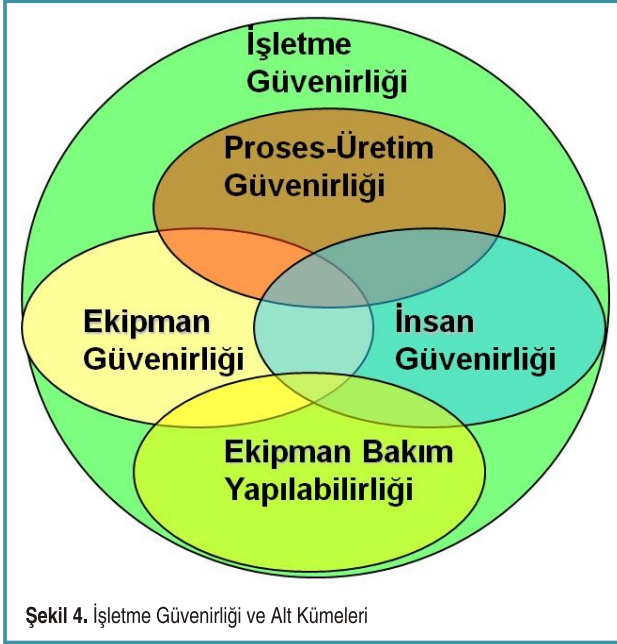 İşletme
Güvenirliği
Proses-Üretim
Güvenirliği
Ekipman
Güvenirliği
İnsan
Güvenirliği
Ekipman Bakım
Yapılabilirliği
Şekil 4. İşletme Güvenirliği ve Alt Kümeleri